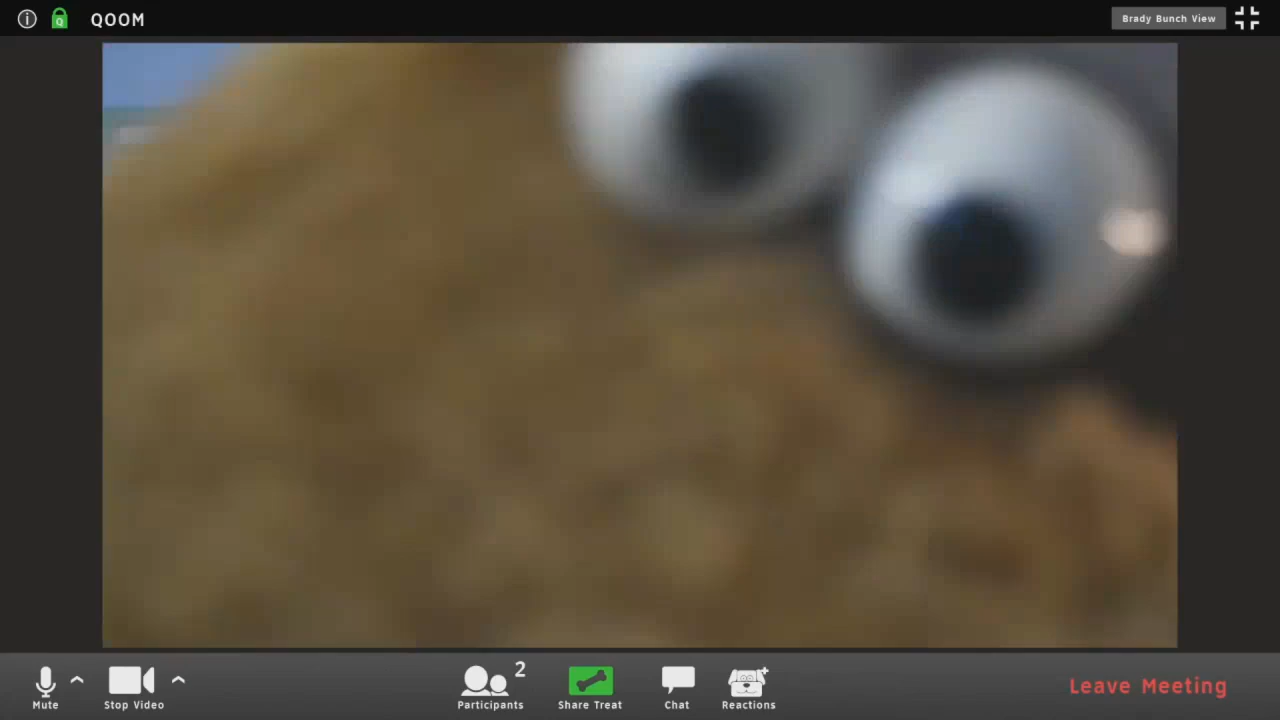 QOOM
Brady Bunch View
Q
2
Mute
Stop Video
Participants
Share Treat
Chat
Reactions
Leave Meeting